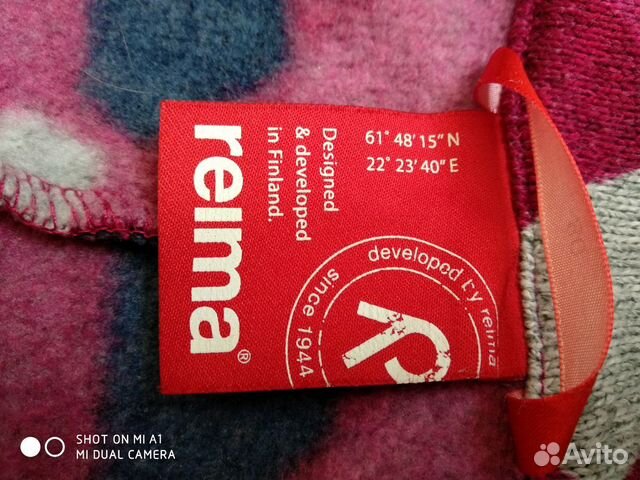 reima®
Designed
& developed
in Finland.
61° 48' 15" N
22° 23' 40" E
developed by reima
since 1944
SHOT ON MI A1
MI DUAL CAMERA
Avito